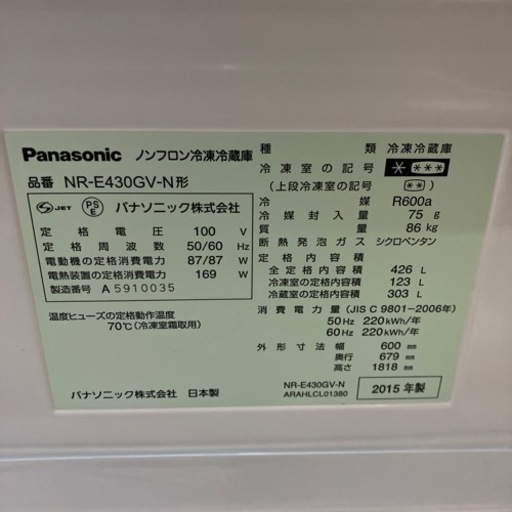 Panasonic ノンフロン冷凍冷蔵庫
品番 NR-E430GV-N形
S JET PSE パナソニック株式会社
定格電圧 100 V
定格周波数 50/60 Hz
電動機の定格消費電力 87/87 W
電熱装置の定格消費電力 169 W
製造番号 A 5910035
温度ヒューズの定格動作温度
70℃(冷凍室霜取用)
パナソニック株式会社 日本製
種類 冷凍冷蔵庫
冷凍室の記号 * ***
(上段冷凍室の記号 **)
冷媒 R600a
冷媒封入量 75 g
質量 86 kg
断熱発泡ガス シクロペンタン
定格内容積
全定格内容積 426 L
冷凍室の定格内容積 123 L
冷蔵室の定格内容積 303 L
消費電力量(JIS C 9801-2006年)
50Hz 220kWh/年
60Hz 220kWh/年
外形寸法 幅 600 mm
奥行 679 mm
高さ 1818 mm
NR-E430GV-N
ARAHLCL01380
2015年製